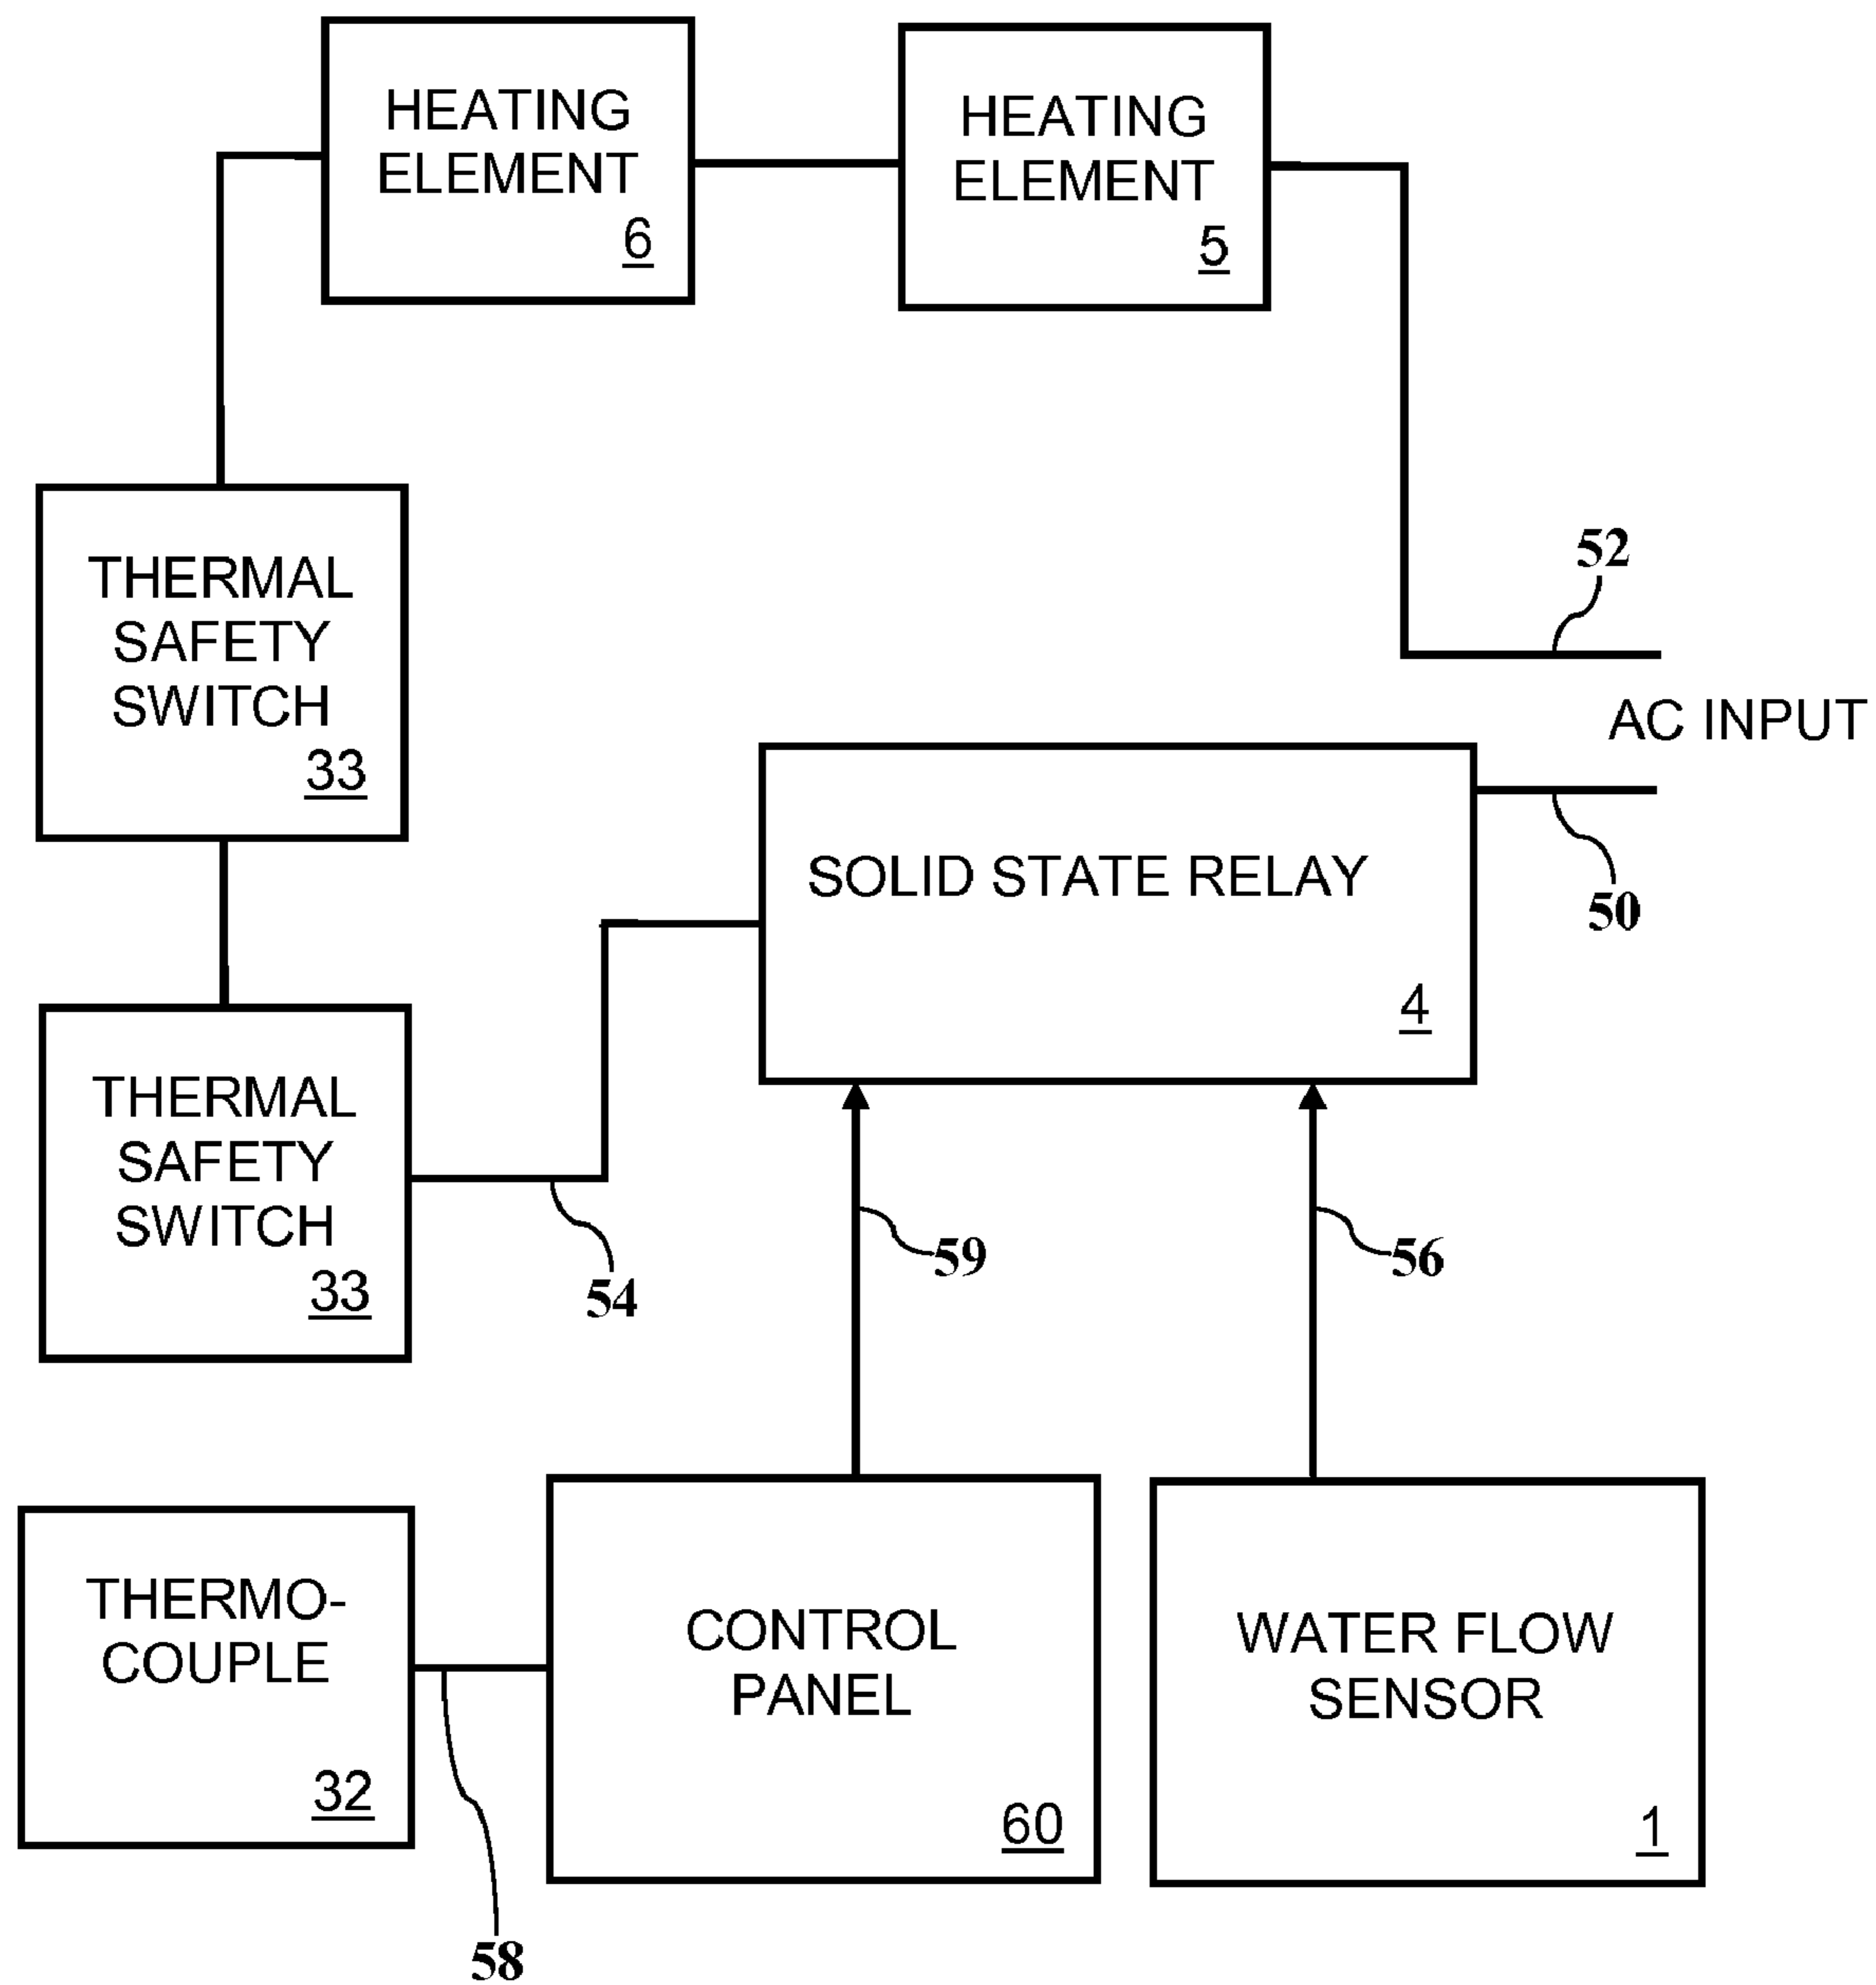 HEATING
ELEMENT
6
HEATING
ELEMENT
5
THERMAL
SAFETY
SWITCH
33
52
AC INPUT
SOLID STATE RELAY
4
50
THERMAL
SAFETY
SWITCH
33
54
59
56
THERMO-
COUPLE
32
CONTROL
PANEL
60
WATER FLOW
SENSOR
1
58